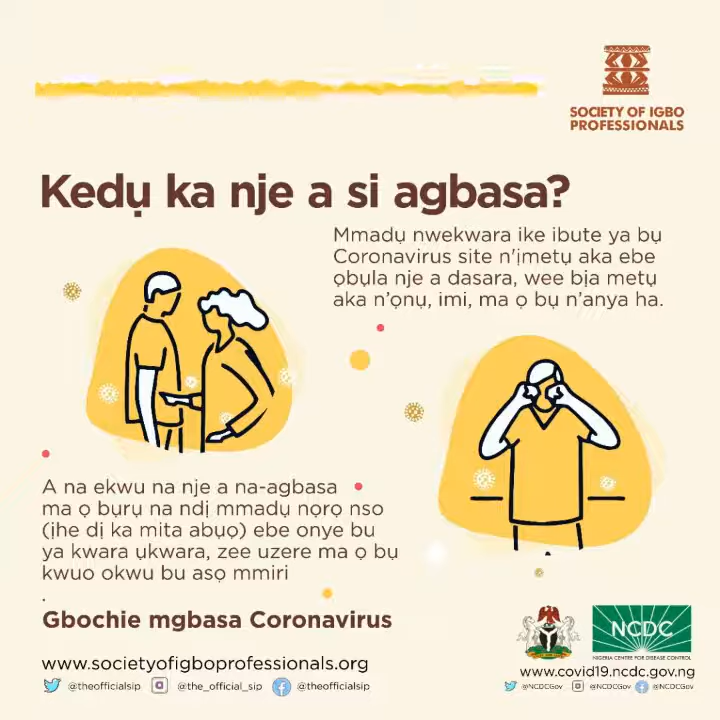 SOCIETY OF IGBO
PROFESSIONALS
Kedụ ka nje a si agbasa?
Mmadụ nwekwara ike ibute ya bụ
Coronavirus site n'ịmetụ aka ebe
ọbụla nje a dasara, wee bịa metụ
aka n'ọnụ, imi, ma ọ bụ n'anya ha.
A na ekwu na nje a na-agbasa
ma ọ bụrụ na ndị mmadụ nọrọ nso
(ịhe dị ka mita abụọ) ebe onye bu
ya kwara ụkwara, zee uzere ma ọ bụ
kwuo okwu bu asọ mmiri
.
Gbochie mgbasa Coronavirus
www.societyofigboprofessionals.org
@theofficialsip @the_official_sip @theofficialsip
NCDC
NIGERIA CENTRE FOR DISEASE CONTROL
www.covid19.ncdc.gov.ng
@NCDCGov @NCDCGov @NCDCGov